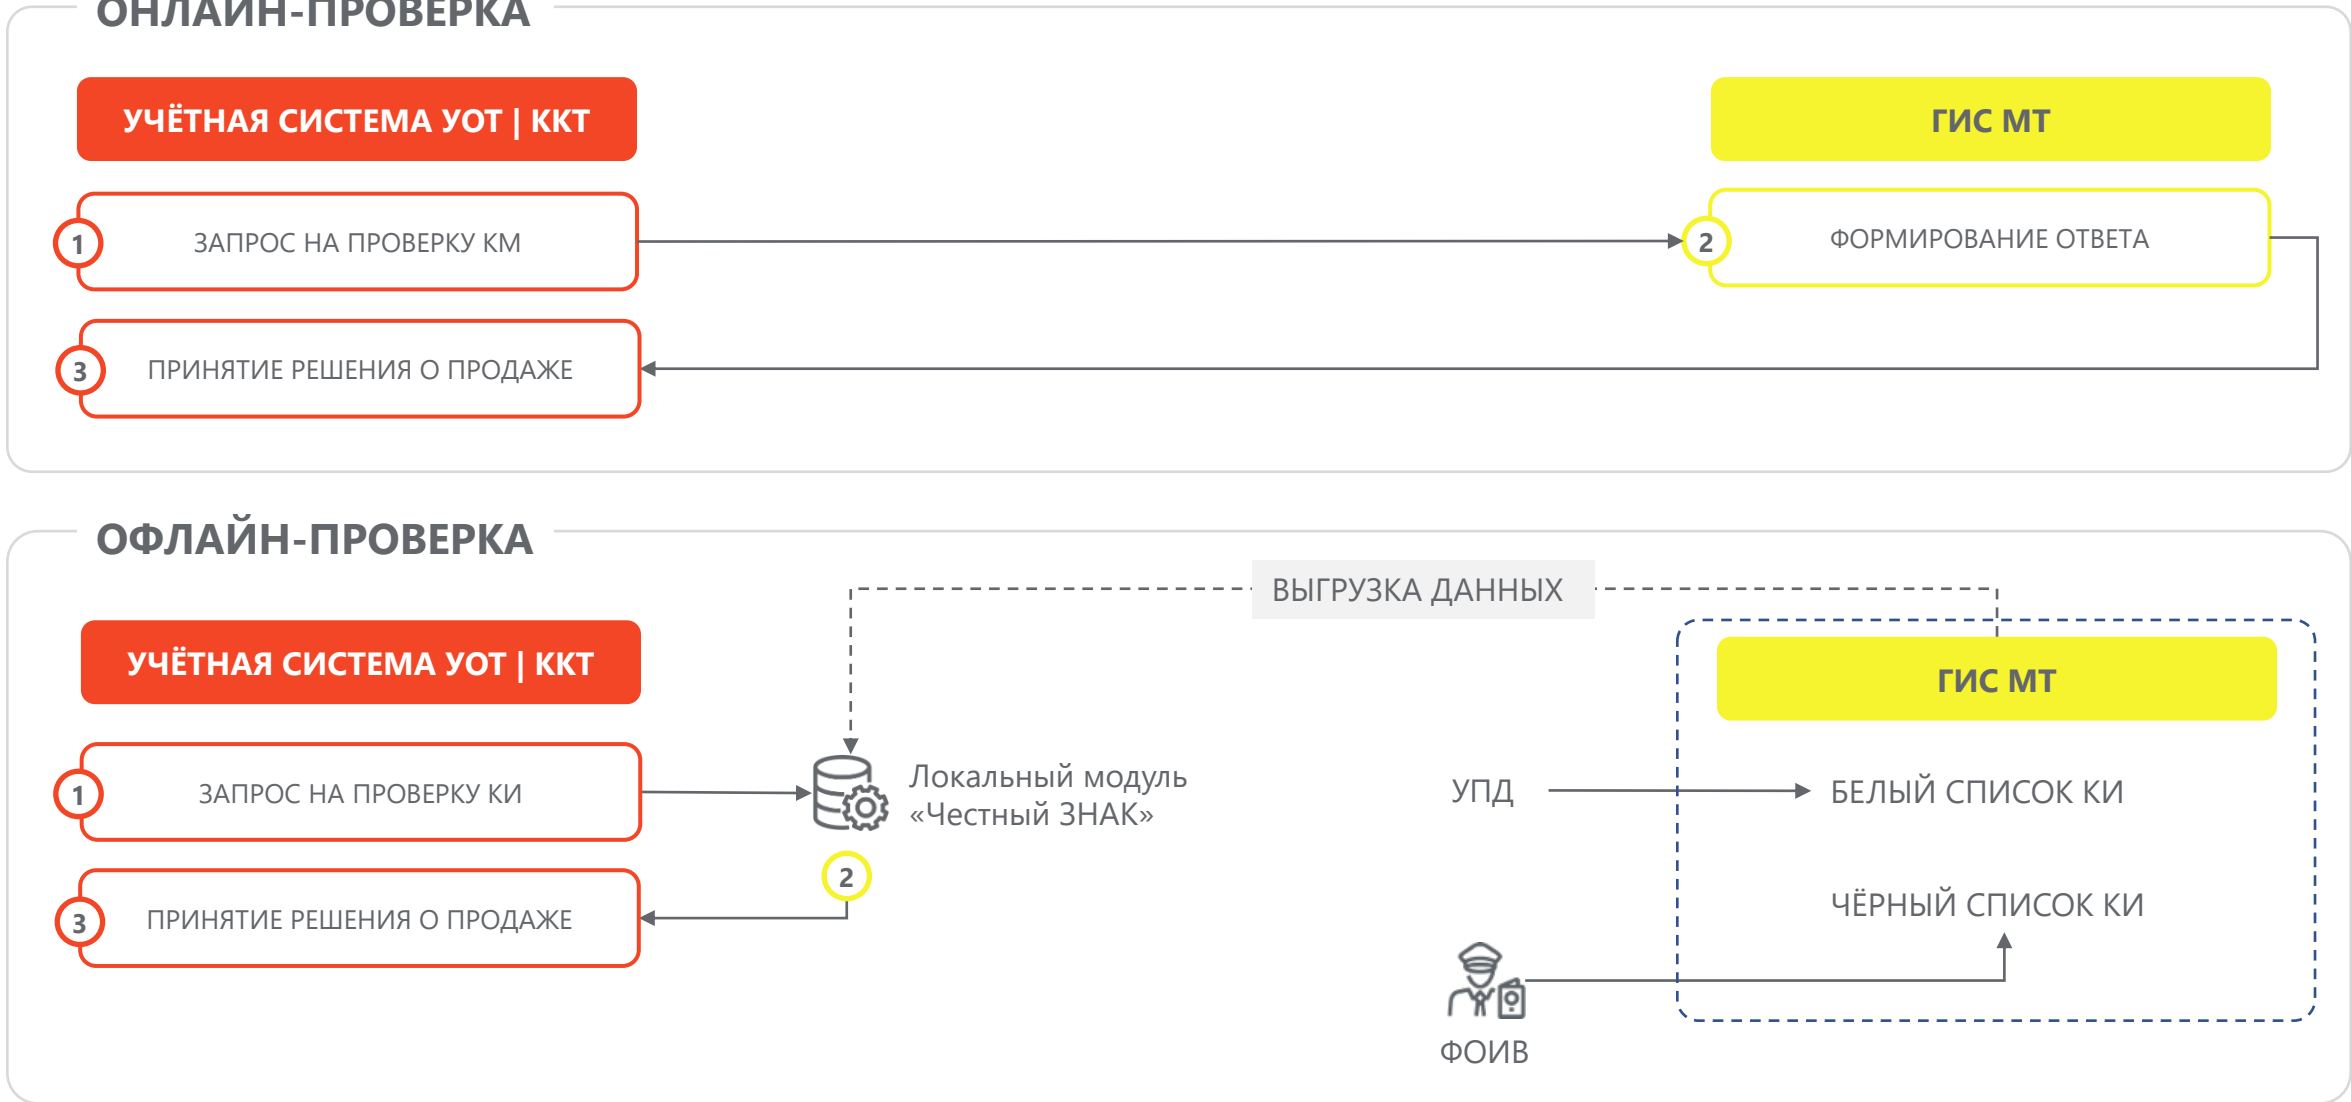 ОНЛАЙН-ПРОВЕРКА
УЧЁТНАЯ СИСТЕМА УОТ | ККТ
ГИС МТ
1
ЗАПРОС НА ПРОВЕРКУ КМ
2
ФОРМИРОВАНИЕ ОТВЕТА
3
ПРИНЯТИЕ РЕШЕНИЯ О ПРОДАЖЕ
ОФЛАЙН-ПРОВЕРКА
ВЫГРУЗКА ДАННЫХ
УЧЁТНАЯ СИСТЕМА УОТ | ККТ
ГИС МТ
1
ЗАПРОС НА ПРОВЕРКУ КИ
Локальный модуль
«Честный ЗНАК»
УПД
БЕЛЫЙ СПИСОК КИ
2
3
ПРИНЯТИЕ РЕШЕНИЯ О ПРОДАЖЕ
ЧЁРНЫЙ СПИСОК КИ
ФОИВ